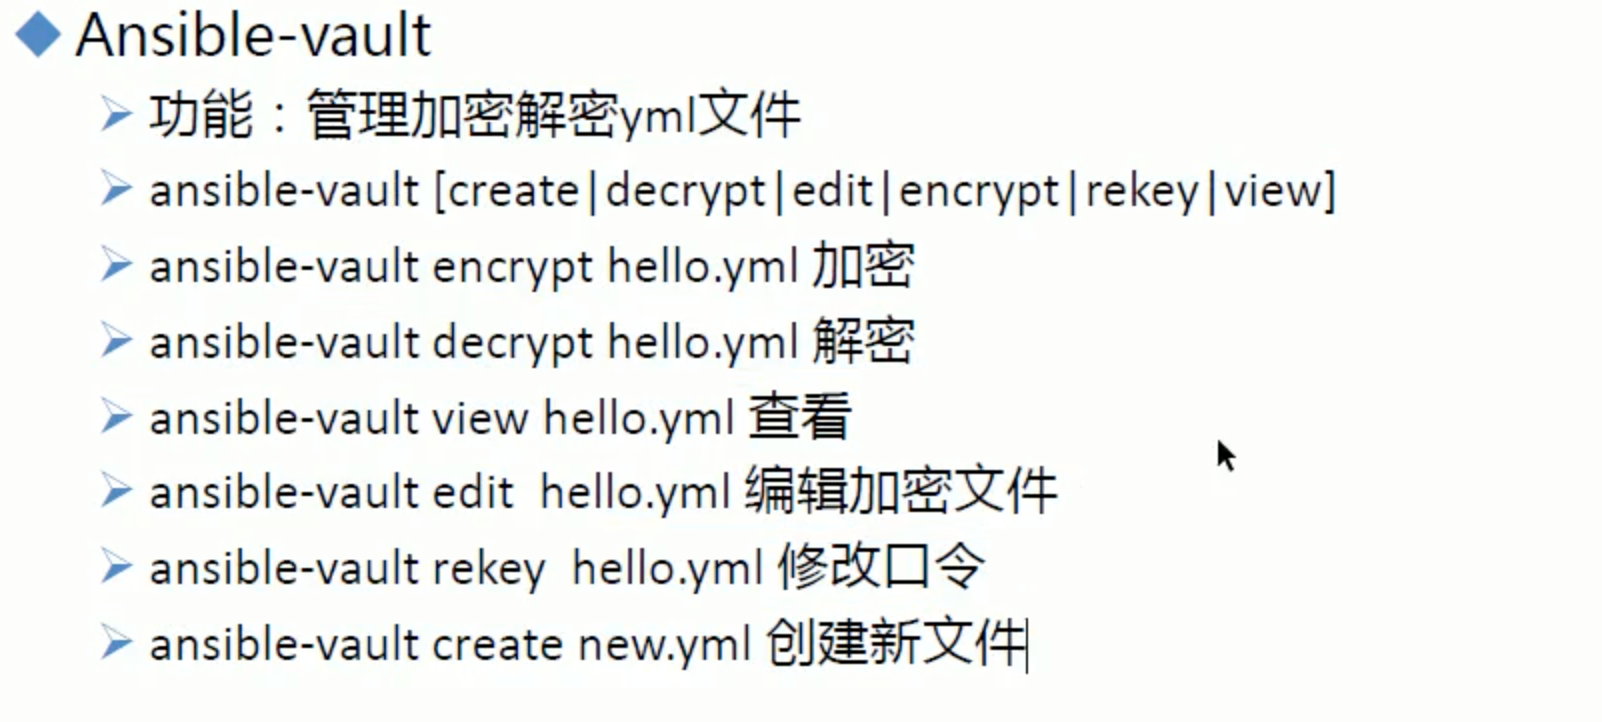 Ansible-vault
功能：管理加密解密yml文件
ansible-vault [create|decrypt|edit|encrypt|rekey|view]
ansible-vault encrypt hello.yml 加密
ansible-vault decrypt hello.yml 解密
ansible-vault view hello.yml 查看
ansible-vault edit  hello.yml 编辑加密文件
ansible-vault rekey  hello.yml 修改口令
ansible-vault create new.yml 创建新文件